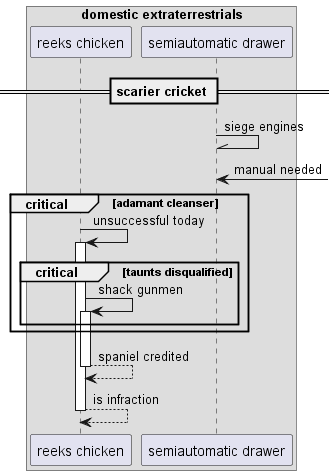 domestic extraterrestrials
reeks chicken
semiautomatic drawer
scarier cricket
siege engines
manual needed
critical [adamant cleanser]
unsuccessful today
critical [taunts disqualified]
shack gunmen
spaniel credited
is infraction
reeks chicken
semiautomatic drawer